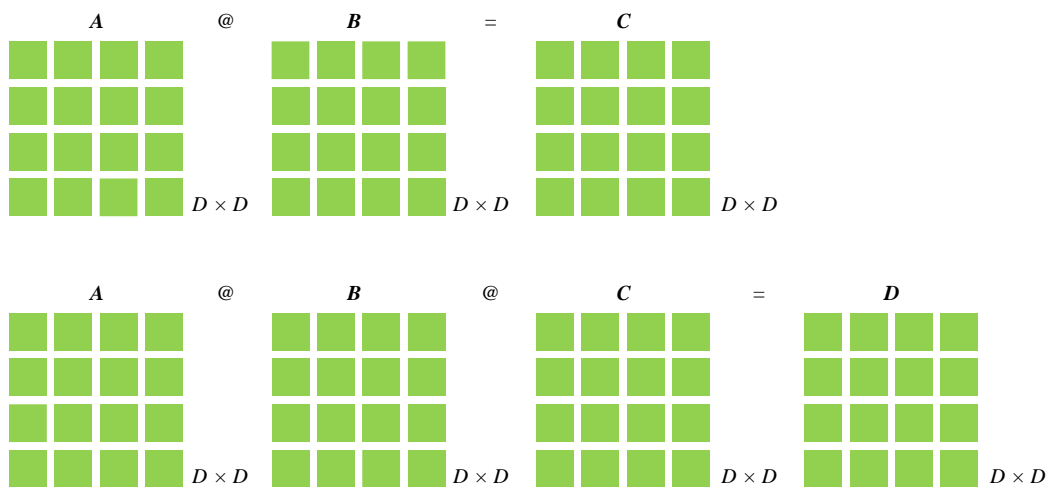 A @ B = C
D × D D × D D × D
A @ B @ C = D
D × D D × D D × D D × D